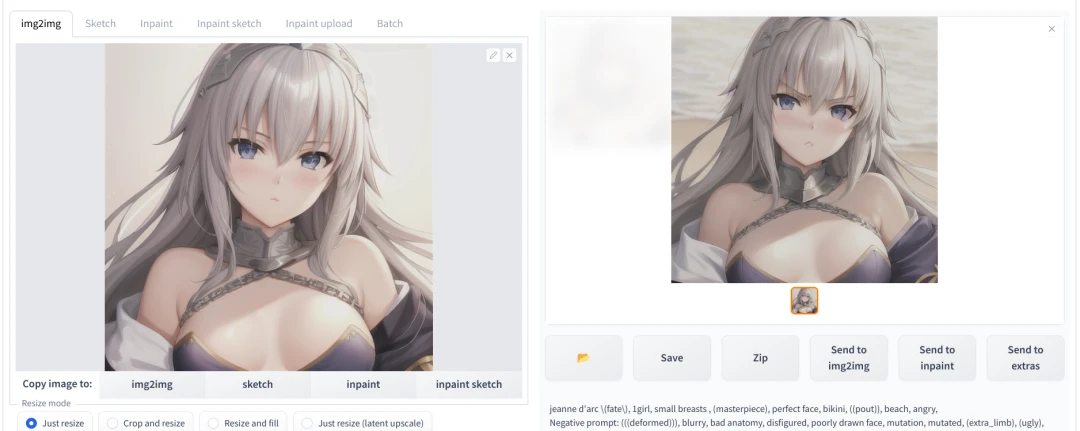 img2img Sketch Inpaint Inpaint sketch Inpaint upload Batch
Copy image to: img2img sketch inpaint inpaint sketch
Resize mode
Just resize Crop and resize Resize and fill Just resize (latent upscale)
Save Zip Send to img2img Send to inpaint Send to extras
jeanne d'arc \(fate\), 1girl, small breasts , (masterpiece), perfect face, bikini, ((pout)), beach, angry,
Negative prompt: (((deformed))), blurry, bad anatomy, disfigured, poorly drawn face, mutation, mutated, (extra_limb), (ugly),